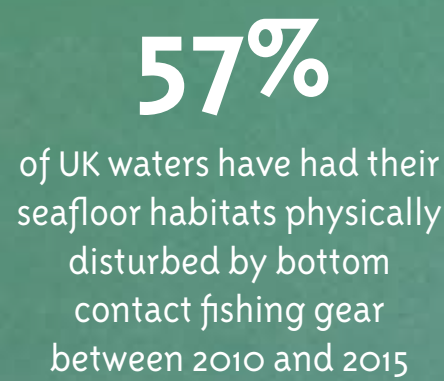 57%
of UK waters have had their
seafloor habitats physically
disturbed by bottom
contact fishing gear
between 2010 and 2015